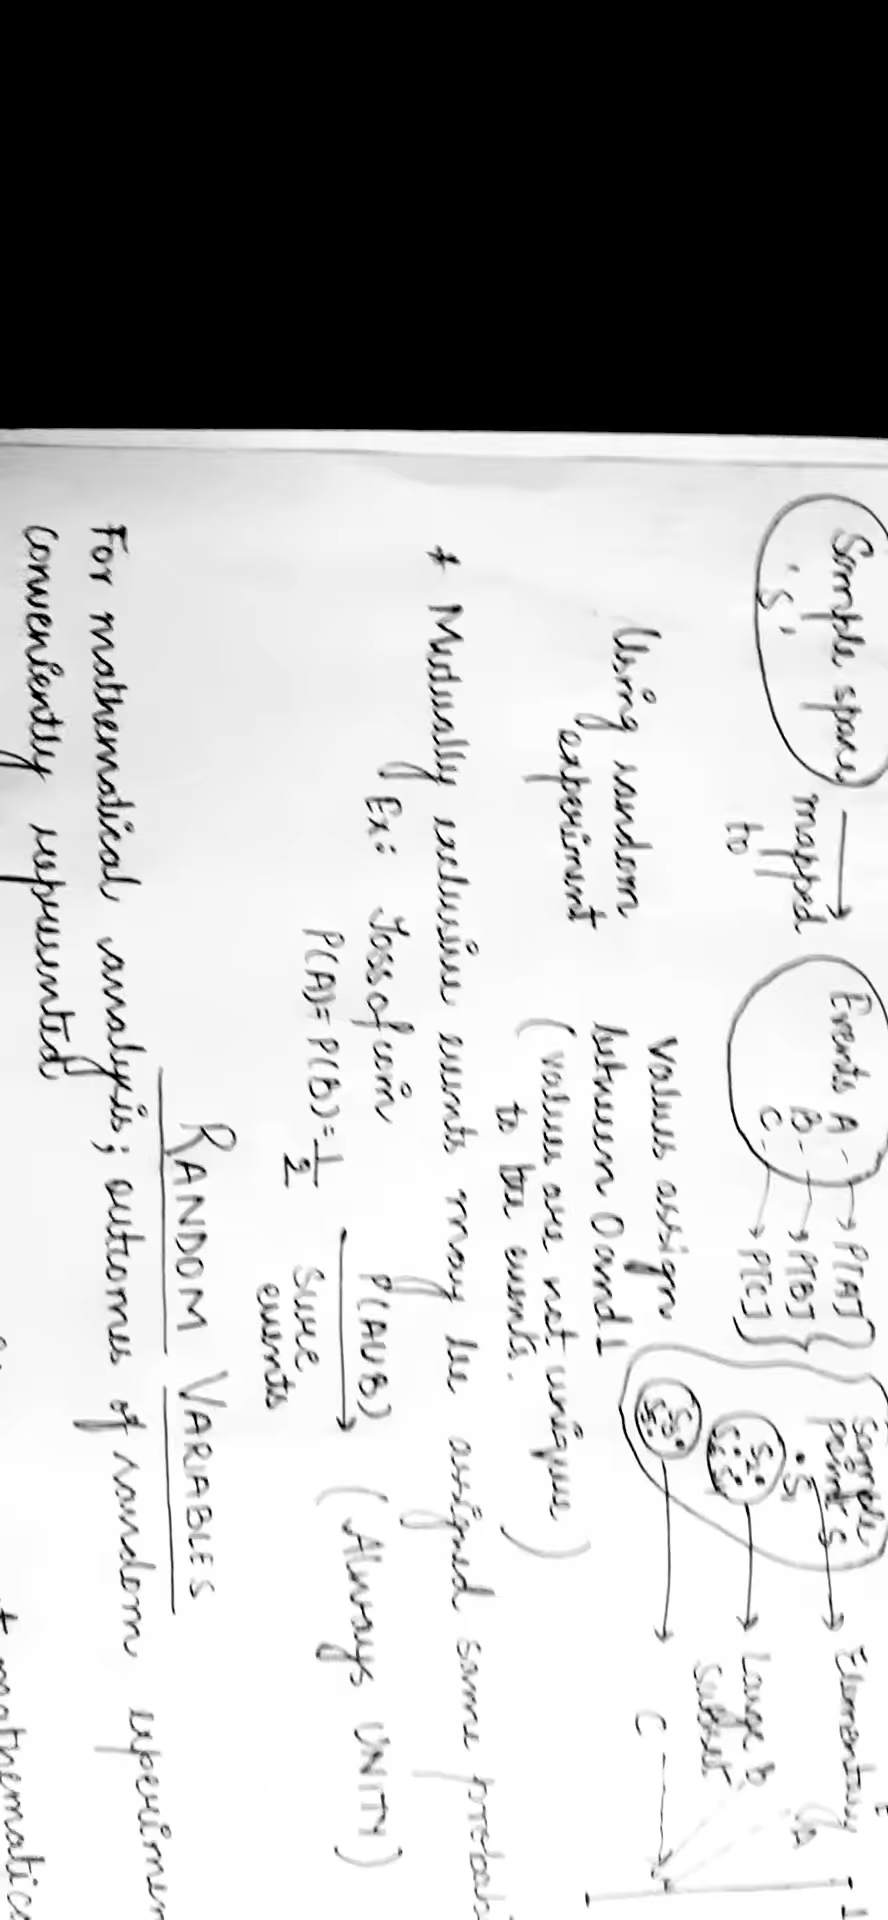 Sample space
'S'
mapped
to
Events A
B
C
P[A]
P[B]
P[C]
Sample
points
S1
Elementary
Large B
subset
C
Using random
experiment
Values assign
between 0 and 1
(values are not unique)
to be events.
* Mutually exclusive events may be assigned same
Ex: Toss of coin
P(A)=P(B)=1/2
P(AUB)
Sure
events
(Always UNITY)
RANDOM VARIABLES
For mathematical analysis; outcomes of random
conveniently represented